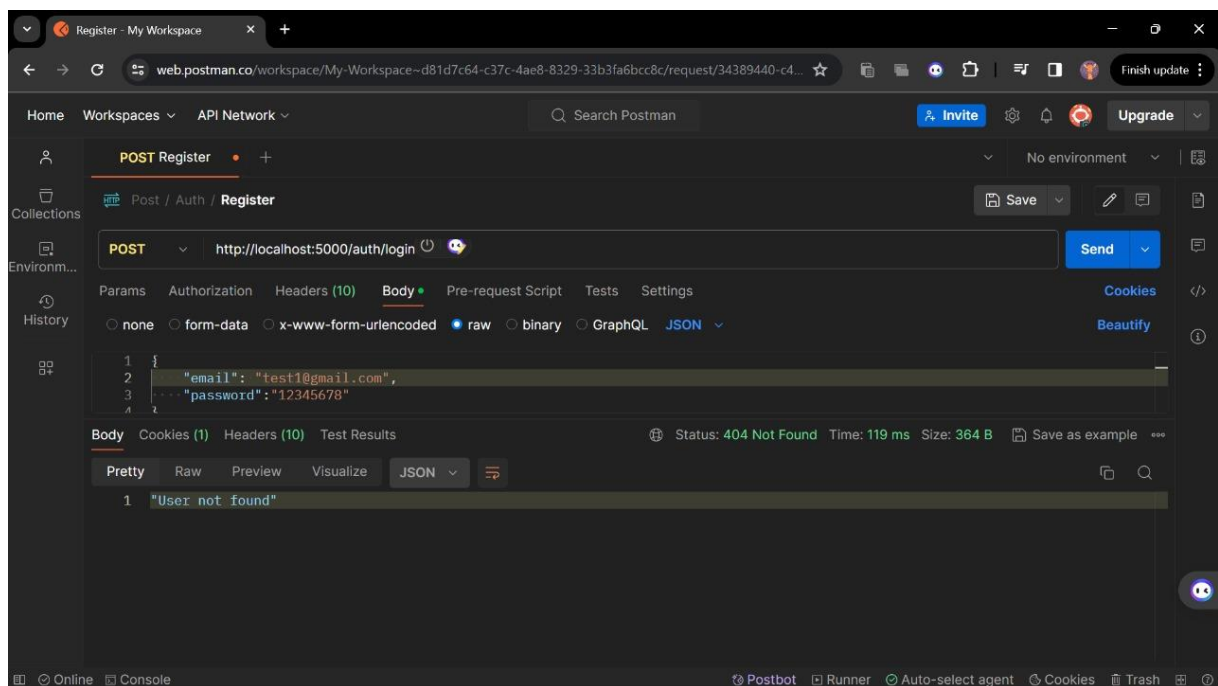 Register - My Workspace
web.postman.co/workspace/My-Workspace~d81d7c64-c37c-4ae8-8329-33b3fa6bcc8c/request/34389440-c4...
Finish update
Home Workspaces API Network Search Postman Invite Upgrade
POST Register No environment
Collections
HTTP Post / Auth / Register Save
POST http://localhost:5000/auth/login Send
Environm...
Params Authorization Headers (10) Body Pre-request Script Tests Settings Cookies
History
none form-data x-www-form-urlencoded raw binary GraphQL JSON Beautify
1 {
2 "email": "test1@gmail.com",
3 "password":"12345678"
4 }
Body Cookies (1) Headers (10) Test Results Status: 404 Not Found Time: 119 ms Size: 364 B Save as example
Pretty Raw Preview Visualize JSON
1 "User not found"
Online Console Postbot Runner Auto-select agent Cookies Trash